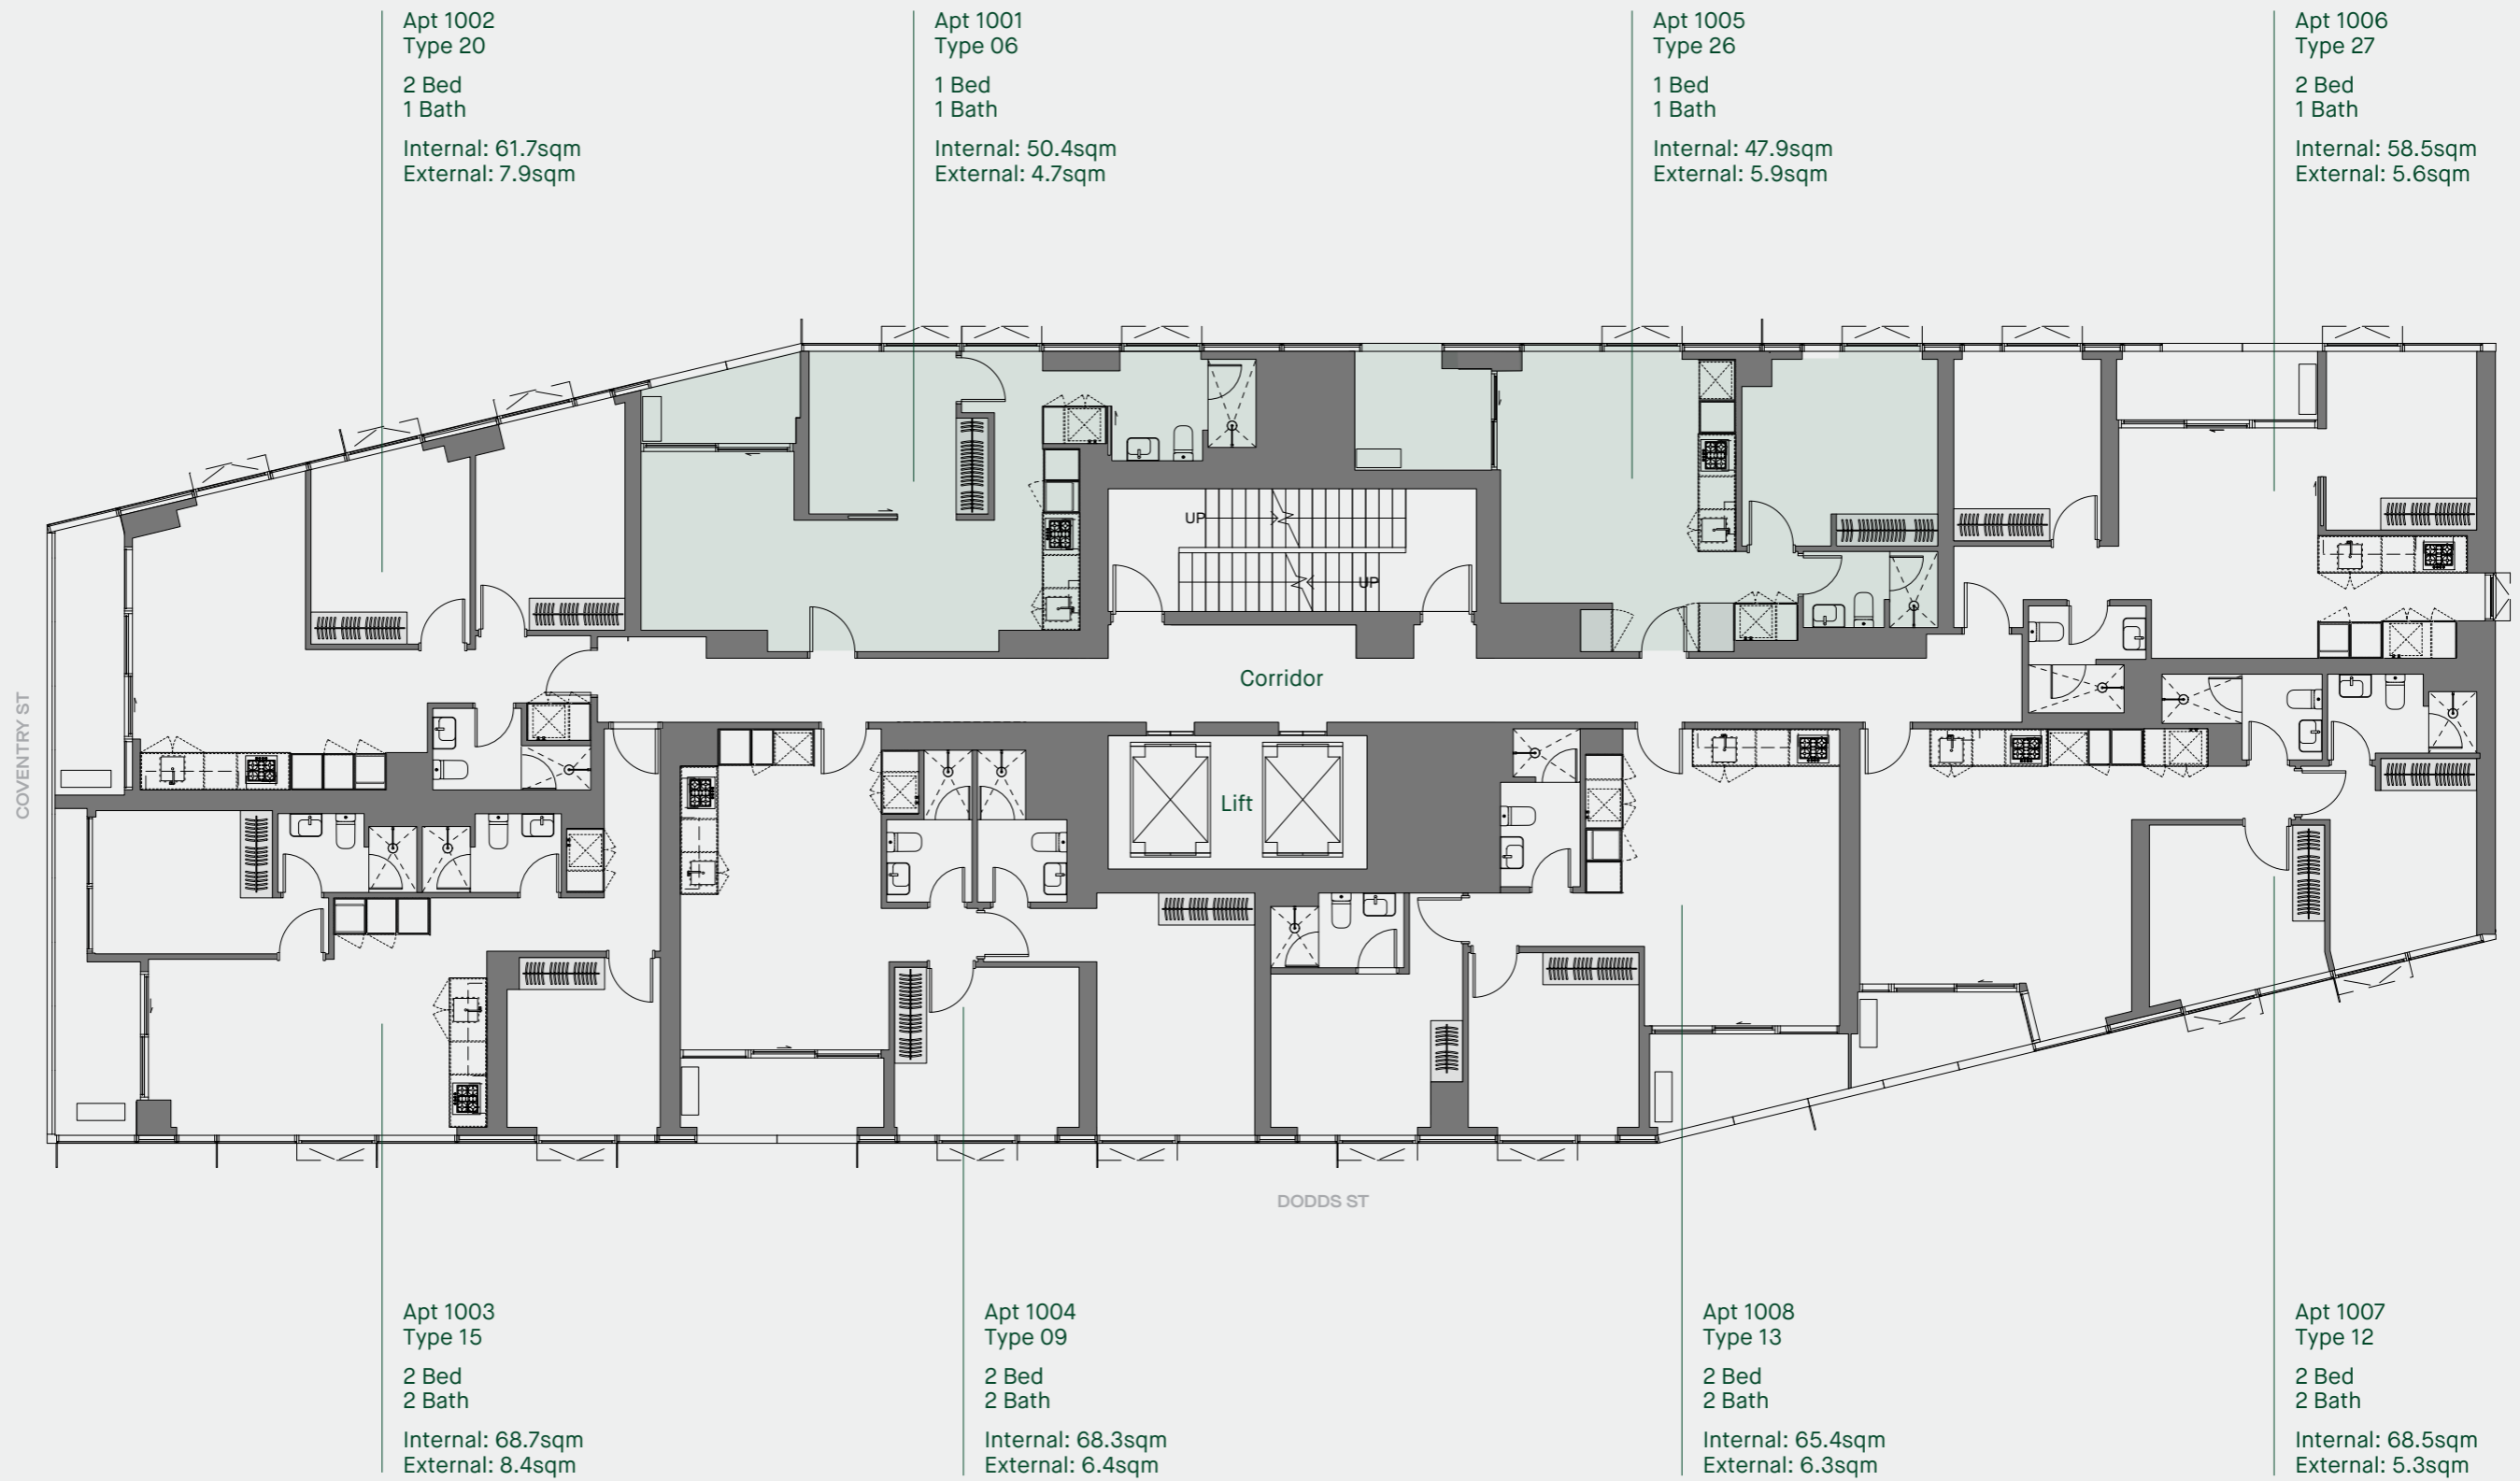 Apt 1002
Type 20
2 Bed
1 Bath
Internal: 61.7sqm
External: 7.9sqm
Apt 1001
Type 06
1 Bed
1 Bath
Internal: 50.4sqm
External: 4.7sqm
Apt 1005
Type 26
1 Bed
1 Bath
Internal: 47.9sqm
External: 5.9sqm
Apt 1006
Type 27
2 Bed
1 Bath
Internal: 58.5sqm
External: 5.6sqm
UP
UP
Corridor
COVENTRY ST
Lift
DODDS ST
Apt 1003
Type 15
2 Bed
2 Bath
Internal: 68.7sqm
External: 8.4sqm
Apt 1004
Type 09
2 Bed
2 Bath
Internal: 68.3sqm
External: 6.4sqm
Apt 1008
Type 13
2 Bed
2 Bath
Internal: 65.4sqm
External: 6.3sqm
Apt 1007
Type 12
2 Bed
2 Bath
Internal: 68.5sqm
External: 5.3sqm